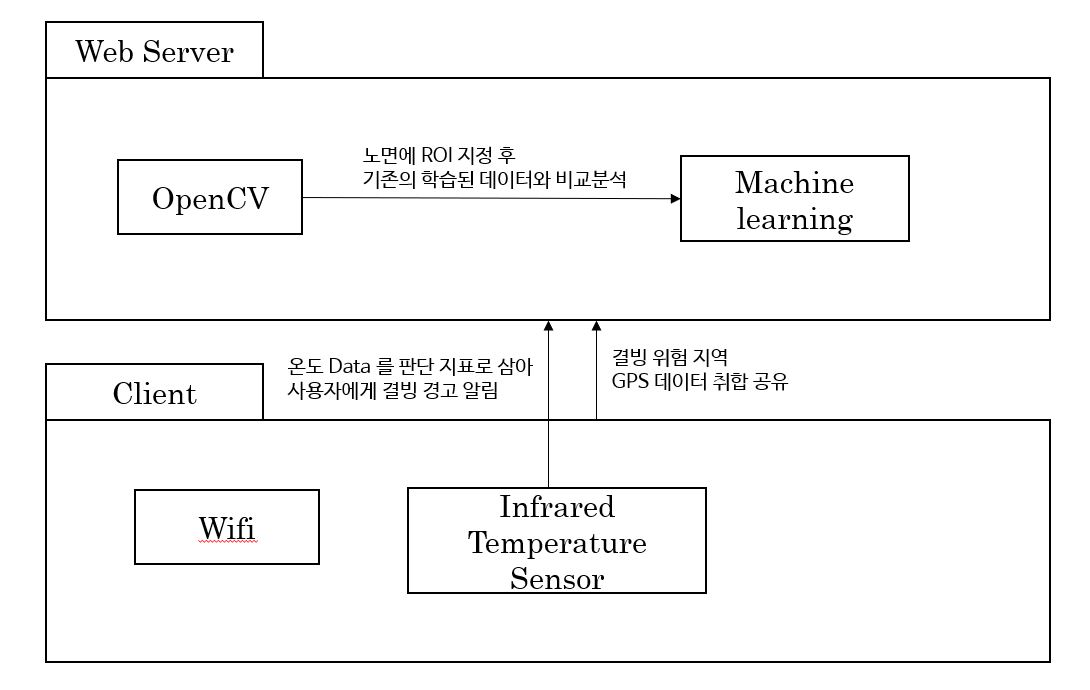 Web Server
노면에 ROI 지정 후
기존의 학습된 데이터와 비교분석
OpenCV
Machine
learning
온도 Data 를 판단 지표로 삼아
사용자에게 결빙 경고 알림
결빙 위험 지역
GPS 데이터 취합 공유
Client
Wifi
Infrared
Temperature
Sensor